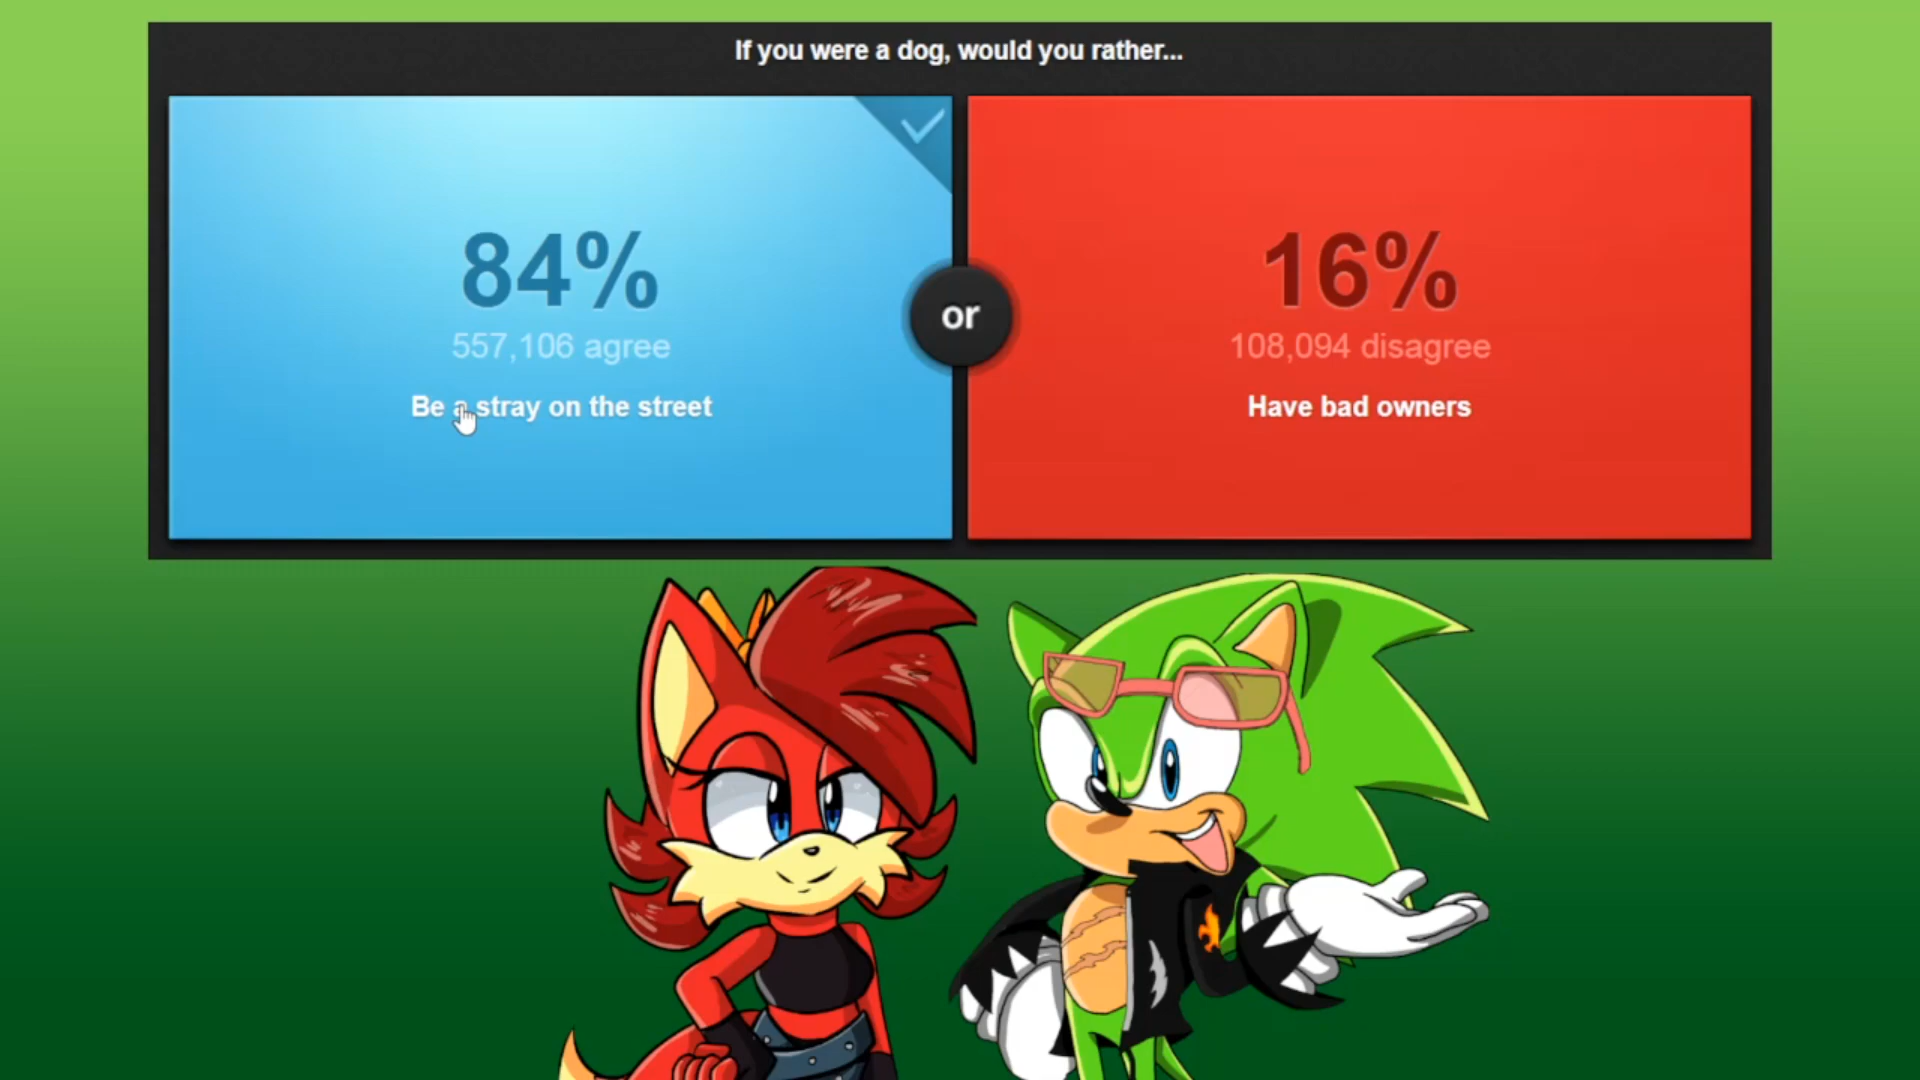 If you were a dog, would you rather...
84%
557,106 agree
Be a stray on the street
or
16%
108,094 disagree
Have bad owners